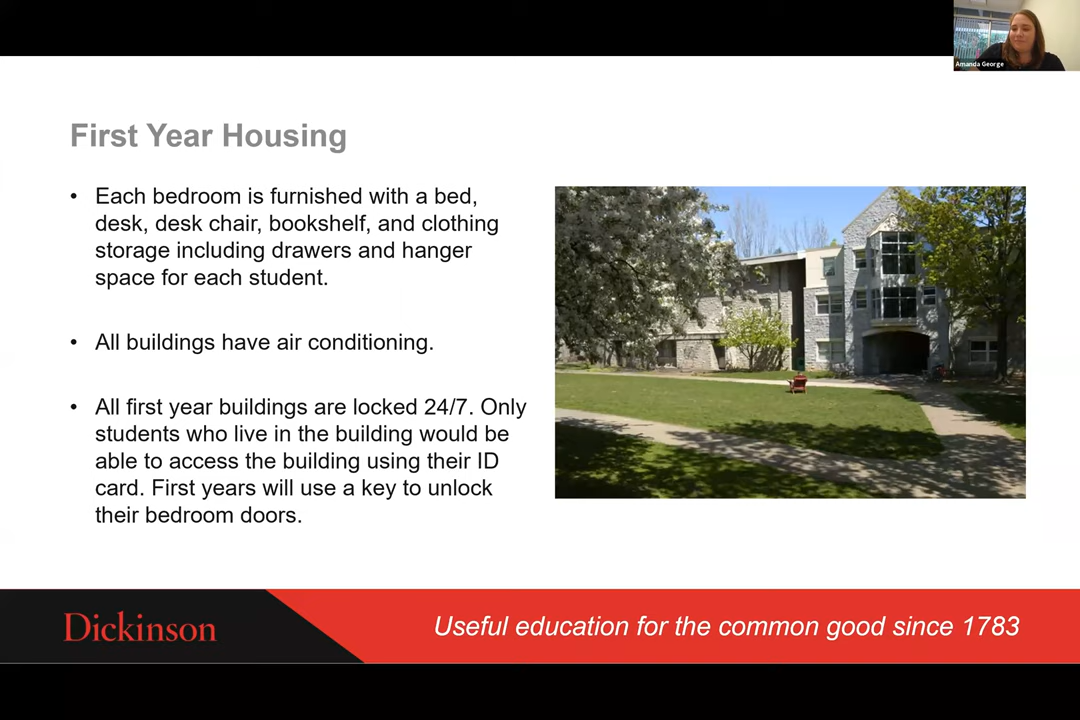 Amanda George
First Year Housing
• Each bedroom is furnished with a bed,
desk, desk chair, bookshelf, and clothing
storage including drawers and hanger
space for each student.
• All buildings have air conditioning.
• All first year buildings are locked 24/7. Only
students who live in the building would be
able to access the building using their ID
card. First years will use a key to unlock
their bedroom doors.
Dickinson
Useful education for the common good since 1783